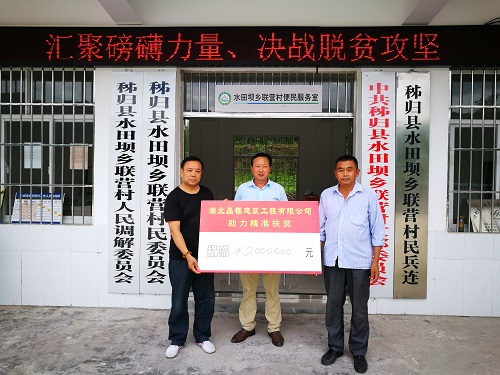 汇聚磅礴力量、决战脱贫攻坚
水田坝乡联营村便民服务室
秭归县水田坝乡联营村人民调解委员会
秭归县水田坝乡联营村村民委员会
中共秭归县水田坝乡联营村
委员会
秭归县水田坝乡联营村民兵连
湖北晶福建筑工程有限公司
助力精准扶贫
捐赠
元